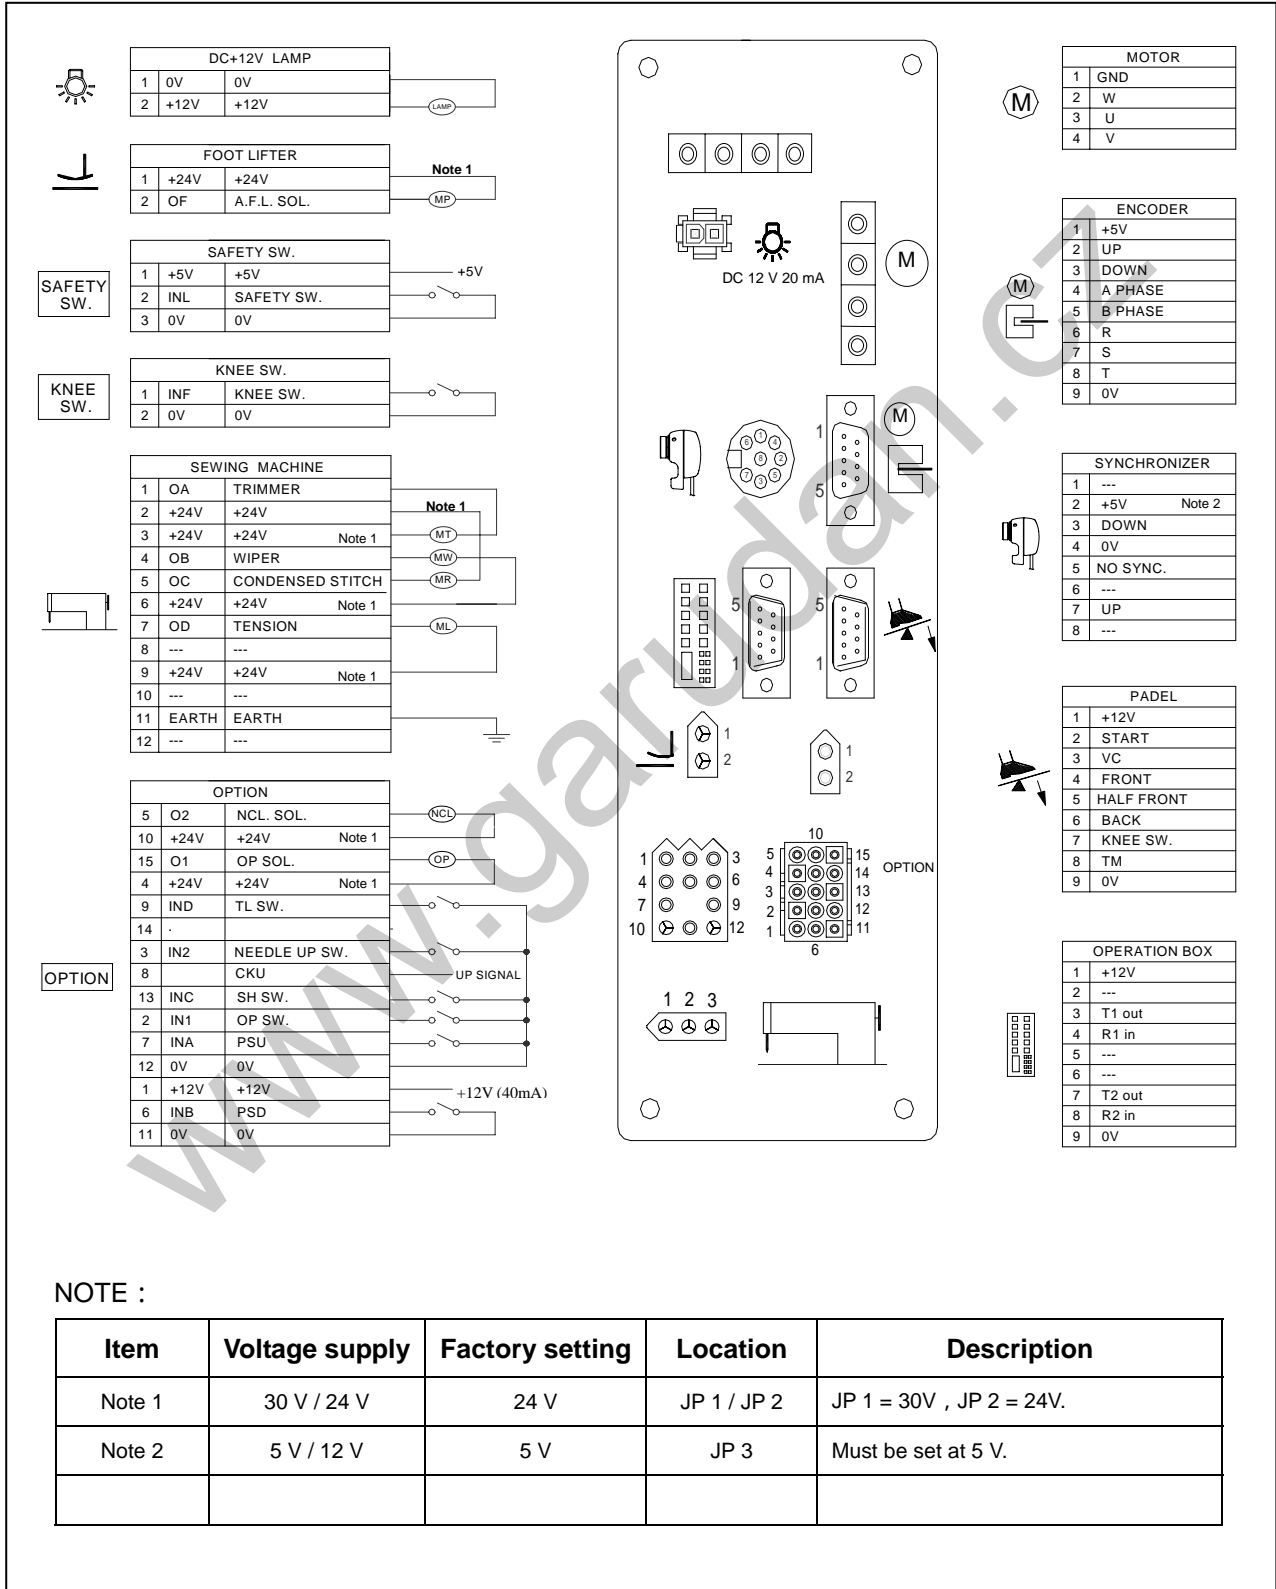 DC+12V LAMP
1 0V 0V
2 +12V +12V
LAMP
FOOT LIFTER
1 +24V +24V
2 OF A.F.L. SOL.
Note 1
MP
SAFETY SW.
SAFETY SW.
1 +5V +5V
2 INL SAFETY SW.
3 0V 0V
+5V
KNEE SW.
KNEE SW.
1 INF KNEE SW.
2 0V 0V
SEWING MACHINE
1 OA TRIMMER
2 +24V +24V
3 +24V +24V Note 1
4 OB WIPER
5 OC CONDENSED STITCH
6 +24V +24V Note 1
7 OD TENSION
8 --- ---
9 +24V +24V Note 1
10 --- ---
11 EARTH EARTH
12 --- ---
Note 1
MT
MW
MR
ML
OPTION
OPTION
5 O2 NCL. SOL.
10 +24V +24V Note 1
15 O1 OP SOL.
4 +24V +24V Note 1
9 IND TL SW.
14 .
3 IN2 NEEDLE UP SW.
8 CKU
13 INC SH SW.
2 IN1 OP SW.
7 INA PSU
12 0V 0V
1 +12V +12V
6 INB PSD
11 0V 0V
NCL
OP
UP SIGNAL
+12V (40mA)
DC 12 V 20 mA
M
6 1 4
8 2
7 3 5
1
5
M
5
1
5
1
1
2
1
2
1 3
4 6
7 9
10 12
10
5 15
4 14
3 13
2 12
1 11
6
OPTION
1 2 3
M
MOTOR
1 GND
2 W
3 U
4 V
M
ENCODER
1 +5V
2 UP
3 DOWN
4 A PHASE
5 B PHASE
6 R
7 S
8 T
9 0V
SYNCHRONIZER
1 ---
2 +5V Note 2
3 DOWN
4 0V
5 NO SYNC.
6 ---
7 UP
8 ---
PADEL
1 +12V
2 START
3 VC
4 FRONT
5 HALF FRONT
6 BACK
7 KNEE SW.
8 TM
9 0V
OPERATION BOX
1 +12V
2 ---
3 T1 out
4 R1 in
5 ---
6 ---
7 T2 out
8 R2 in
9 0V
www.garudan.cz
NOTE :
Item Voltage supply Factory setting Location Description
Note 1 30 V / 24 V 24 V JP 1 / JP 2 JP 1 = 30V , JP 2 = 24V.
Note 2 5 V / 12 V 5 V JP 3 Must be set at 5 V.